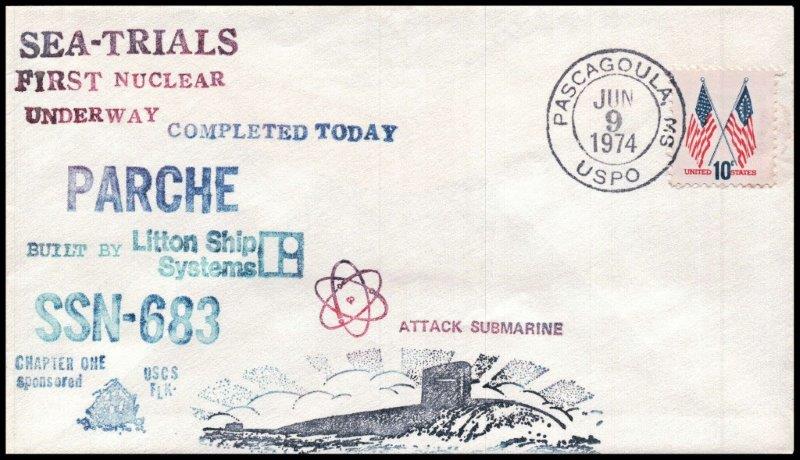 SEA-TRIALS
FIRST NUCLEAR
UNDERWAY
COMPLETED TODAY
PARCHE
BUILT BY Litton Ship
Systems
SSN-683
CHAPTER ONE
sponsored
USCS
FLK-
ATTACK SUBMARINE
PASCAGOULA, MS
JUN
9
1974
USPO
UNITED 10c STATES